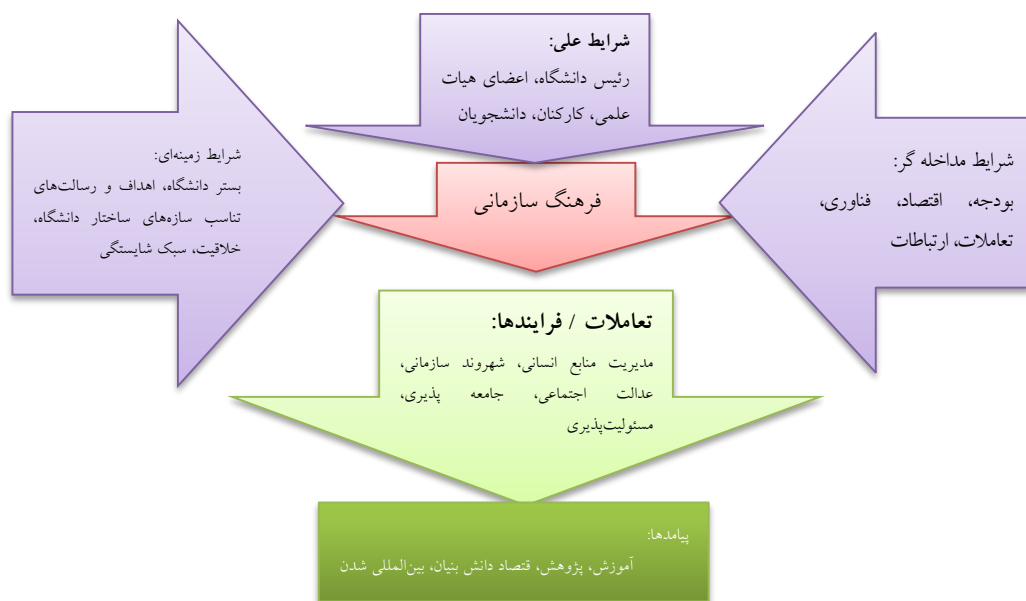 شرایط علی:
رئیس دانشگاه، اعضای هیات
علمی، کارکنان، دانشجویان
شرایط مداخله گر:
بودجه، اقتصاد، فناوری،
تعاملات، ارتباطات
شرایط زمینه‌ای:
بستر دانشگاه، اهداف و رسالت‌های
تناسب سازه‌های ساختار دانشگاه،
خلاقیت، سبک شایستگی
فرهنگ سازمانی
تعاملات / فرایندها:
مدیریت منابع انسانی، شهروند سازمانی،
عدالت اجتماعی، جامعه پذیری،
مسئولیت‌پذیری
پیامدها:
آموزش، پژوهش، قتصاد دانش بنیان، بین‌المللی شدن